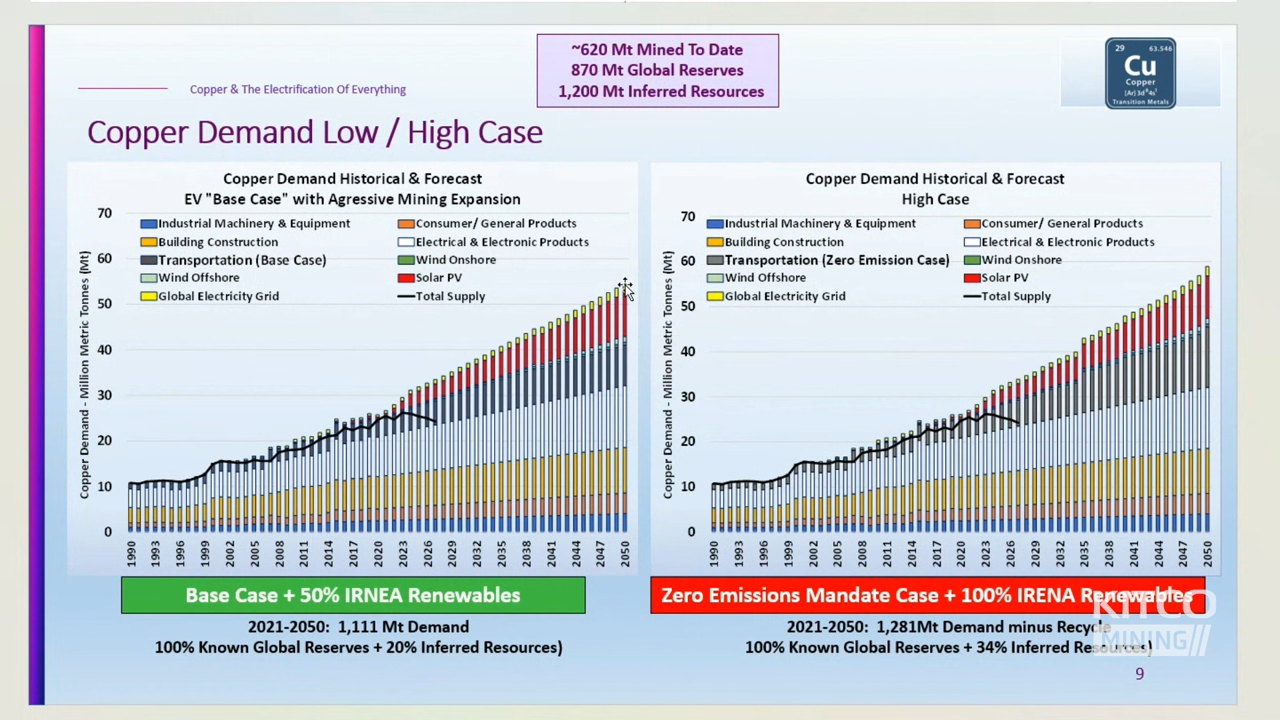 ~620 Mt Mined To Date
870 Mt Global Reserves
1,200 Mt Inferred Resources
29 63.546
Cu
Copper
[Ar]3d¹⁰4s¹
Transition Metals
Copper & The Electrification Of Everything
Copper Demand Low / High Case
Copper Demand Historical & Forecast
EV "Base Case" with Agressive Mining Expansion
Industrial Machinery & Equipment
Consumer/ General Products
Building Construction
Electrical & Electronic Products
Transportation (Base Case)
Wind Onshore
Wind Offshore
Solar PV
Global Electricity Grid
Total Supply
Copper Demand - Million Metric Tonnes (Mt)
70
60
50
40
30
20
10
0
1990 1993 1996 1999 2002 2005 2008 2011 2014 2017 2020 2023 2026 2029 2032 2035 2038 2041 2044 2047 2050
Base Case + 50% IRNEA Renewables
2021-2050: 1,111 Mt Demand
100% Known Global Reserves + 20% Inferred Resources)
Copper Demand Historical & Forecast
High Case
Industrial Machinery & Equipment
Consumer/ General Products
Building Construction
Electrical & Electronic Products
Transportation (Zero Emission Case)
Wind Onshore
Wind Offshore
Solar PV
Global Electricity Grid
Total Supply
Copper Demand - Million Metric Tonnes (Mt)
70
60
50
40
30
20
10
0
1990 1993 1996 1999 2002 2005 2008 2011 2014 2017 2020 2023 2026 2029 2032 2035 2038 2041 2044 2047 2050
Zero Emissions Mandate Case + 100% IRENA Renewables
2021-2050: 1,281Mt Demand minus Recycle
100% Known Global Reserves + 34% Inferred Resources)
KITCO
MINING
9